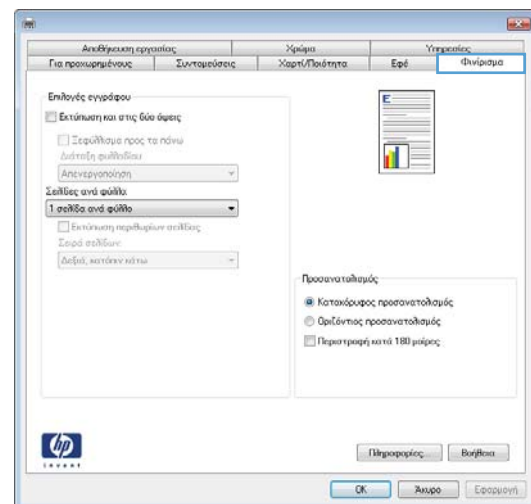 Αποθήκευση εργασίας Χρώμα Υπηρεσίες
Για προχωρημένους Συντομεύσεις Χαρτί/Ποιότητα Εφέ Φινίρισμα
Επιλογές εγγράφου
Εκτύπωση και στις δύο όψεις
Ξεφύλλισμα προς τα πάνω
Διάταξη φυλλαδίου:
Απενεργοποίηση
Σελίδες ανά φύλλο:
1 σελίδα ανά φύλλο
Εκτύπωση περιθωρίων σελίδας
Σειρά σελίδων:
Δεξιά, κατόπιν κάτω
E
Προσανατολισμός
Κατακόρυφος προσανατολισμός
Οριζόντιος προσανατολισμός
Περιστροφή κατά 180 μοίρες
hp
invent
Πληροφορίες... Βοήθεια
OK Άκυρο Εφαρμογή